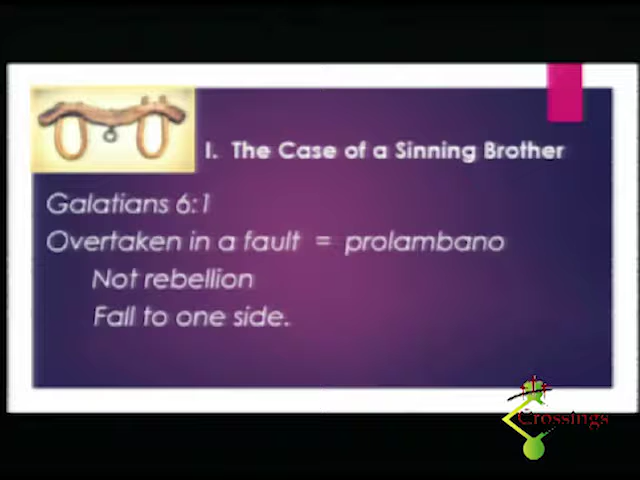 I. The Case of a Sinning Brother
Galatians 6:1
Overtaken in a fault = prolambano
Not rebellion
Fall to one side.
Crossings